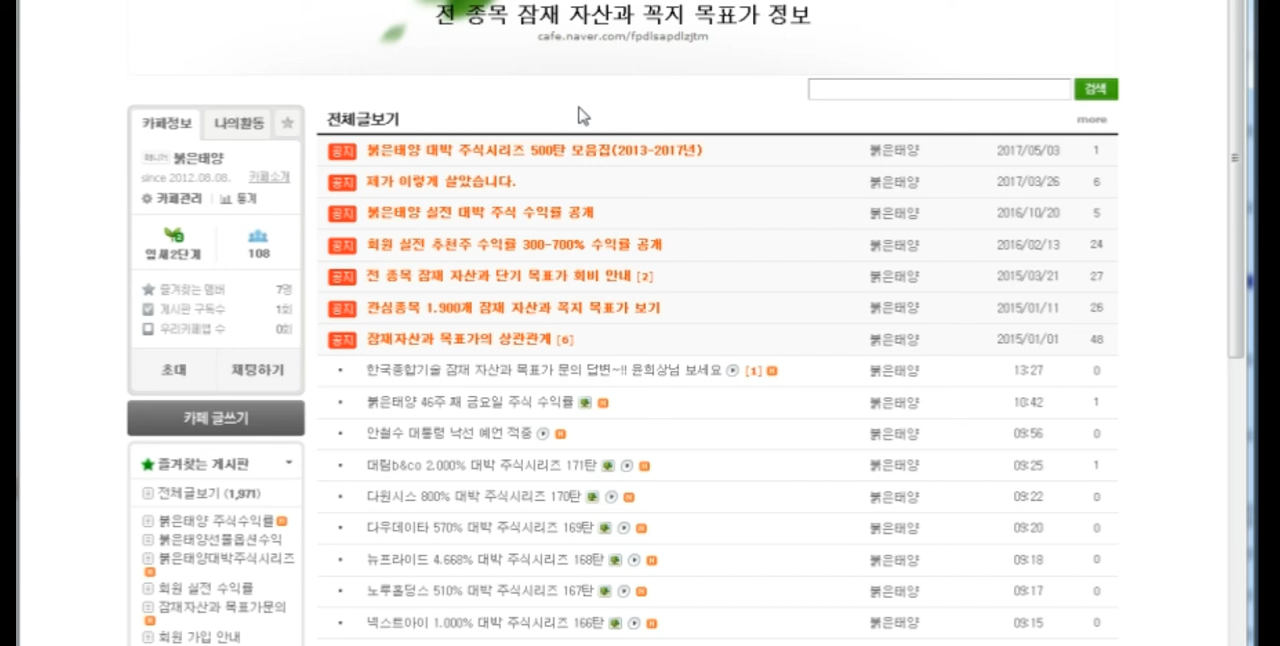 전 종목 잠재 자산과 꼭지 목표가 정보
cafe.naver.com/fpdlsapdlzjtm
검색
카페정보 나의활동
매니저 붉은태양
since 2012.08.08. 카페소개
카페관리 통계
잎새2단계 108
즐겨찾는 멤버 7명
게시판 구독수 1회
우리카페앱 수 0회
초대 채팅하기
카페 글쓰기
즐겨찾는 게시판
전체글보기 (1,971)
붉은태양 주식수익률
붉은태양선물옵션수익
붉은태양대박주식시리즈
회원 실전 수익률
잠재자산과 목표가문의
회원 가입 안내
전체글보기 more
공지 붉은태양 대박 주식시리즈 500탄 모음집(2013-2017년) 붉은태양 2017/05/03 1
공지 제가 이렇게 살았습니다. 붉은태양 2017/03/26 6
공지 붉은태양 실전 대박 주식 수익률 공개 붉은태양 2016/10/20 5
공지 회원 실전 추천주 수익률 300-700% 수익률 공개 붉은태양 2016/02/13 24
공지 전 종목 잠재 자산과 단기 목표가 회비 안내 [2] 붉은태양 2015/03/21 27
공지 관심종목 1.900개 잠재 자산과 꼭지 목표가 보기 붉은태양 2015/01/11 26
공지 잠재자산과 목표가의 상관관계 [6] 붉은태양 2015/01/01 48
한국종합기술 잠재 자산과 목표가 문의 답변~!! 윤희상님 보세요 [1] 붉은태양 13:27 0
붉은태양 46주 째 금요일 주식 수익률 붉은태양 10:42 1
안철수 대통령 낙선 예언 적중 붉은태양 09:56 0
대림b&co 2.000% 대박 주식시리즈 171탄 붉은태양 09:25 1
다원시스 800% 대박 주식시리즈 170탄 붉은태양 09:22 0
다우데이타 570% 대박 주식시리즈 169탄 붉은태양 09:20 0
뉴프라이드 4.668% 대박 주식시리즈 168탄 붉은태양 09:18 0
노루홀딩스 510% 대박 주식시리즈 167탄 붉은태양 09:17 0
넥스트아이 1.000% 대박 주식시리즈 166탄 붉은태양 09:15 0